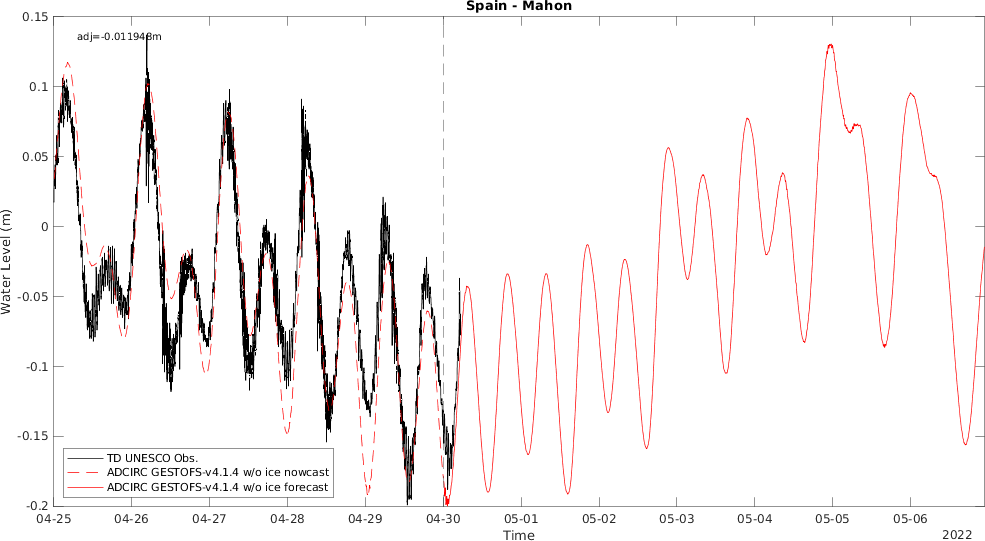 Spain - Mahon
adj=-0.011948m
0.15
0.1
0.05
0
-0.05
-0.1
-0.15
-0.2
Water Level (m)
TD UNESCO Obs.
ADCIRC GESTOFS-v4.1.4 w/o ice nowcast
ADCIRC GESTOFS-v4.1.4 w/o ice forecast
04-25 04-26 04-27 04-28 04-29 04-30 05-01 05-02 05-03 05-04 05-05 05-06
Time
2022